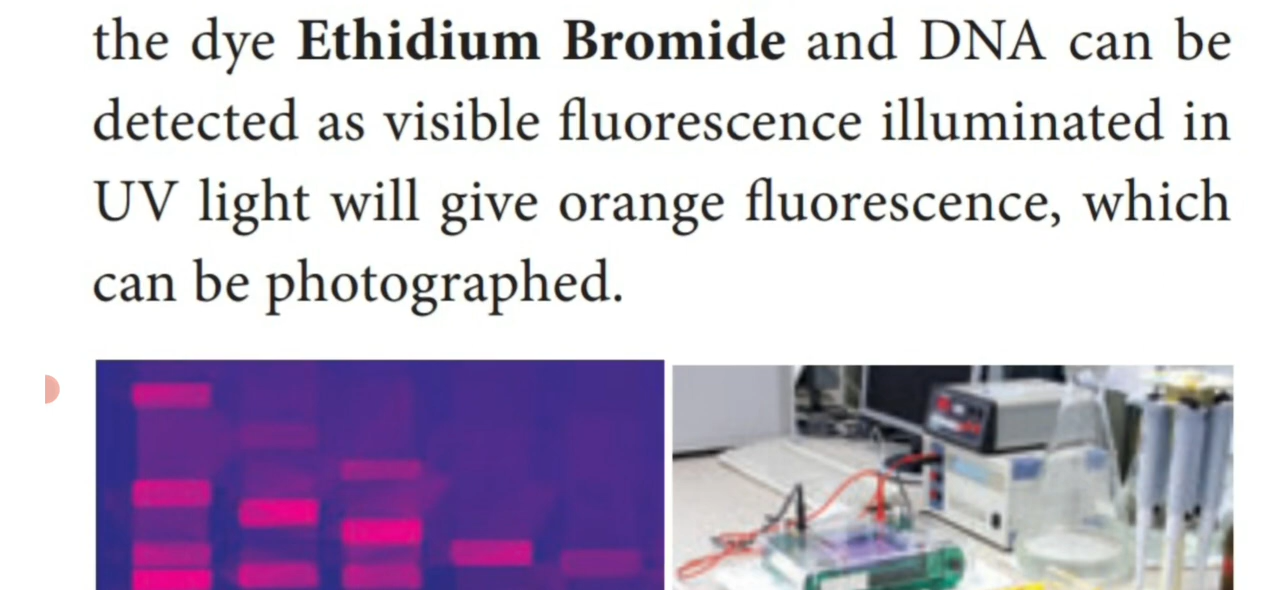 the dye Ethidium Bromide and DNA can be
detected as visible fluorescence illuminated in
UV light will give orange fluorescence, which
can be photographed.